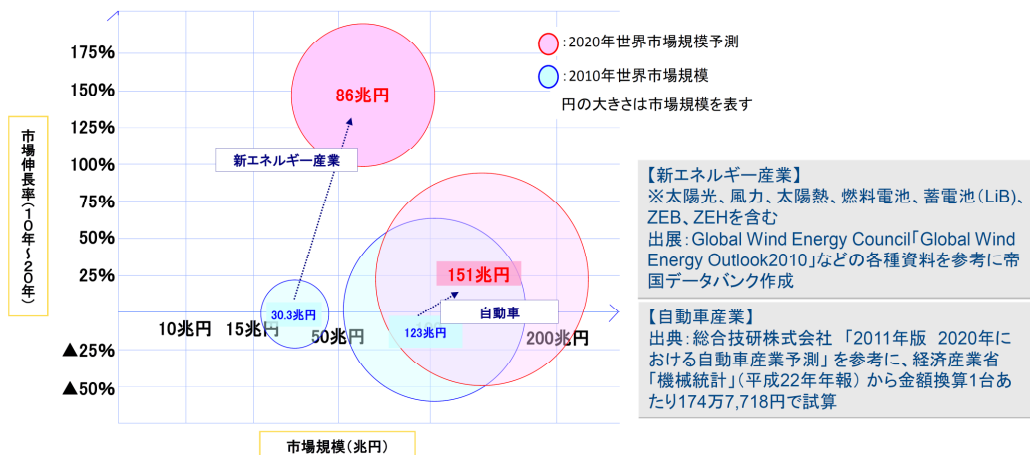 :2020年世界市場規模予測
:2010年世界市場規模
円の大きさは市場規模を表す
市場伸長率(10年～20年)
175%
150%
125%
100%
75%
50%
25%
▲25%
▲50%
86兆円
新エネルギー産業
151兆円
自動車
30.3兆円
123兆円
10兆円
15兆円
50兆円
200兆円
市場規模(兆円)
【新エネルギー産業】
※太陽光、風力、太陽熱、燃料電池、蓄電池(LiB)、
ZEB、ZEHを含む
出展:Global Wind Energy Council「Global Wind
Energy Outlook2010」などの各種資料を参考に帝
国データバンク作成
【自動車産業】
出典:総合技研株式会社 「2011年版 2020年に
おける自動車産業予測」を参考に、経済産業省
「機械統計」(平成22年年報) から金額換算1台あ
たり174万7,718円で試算